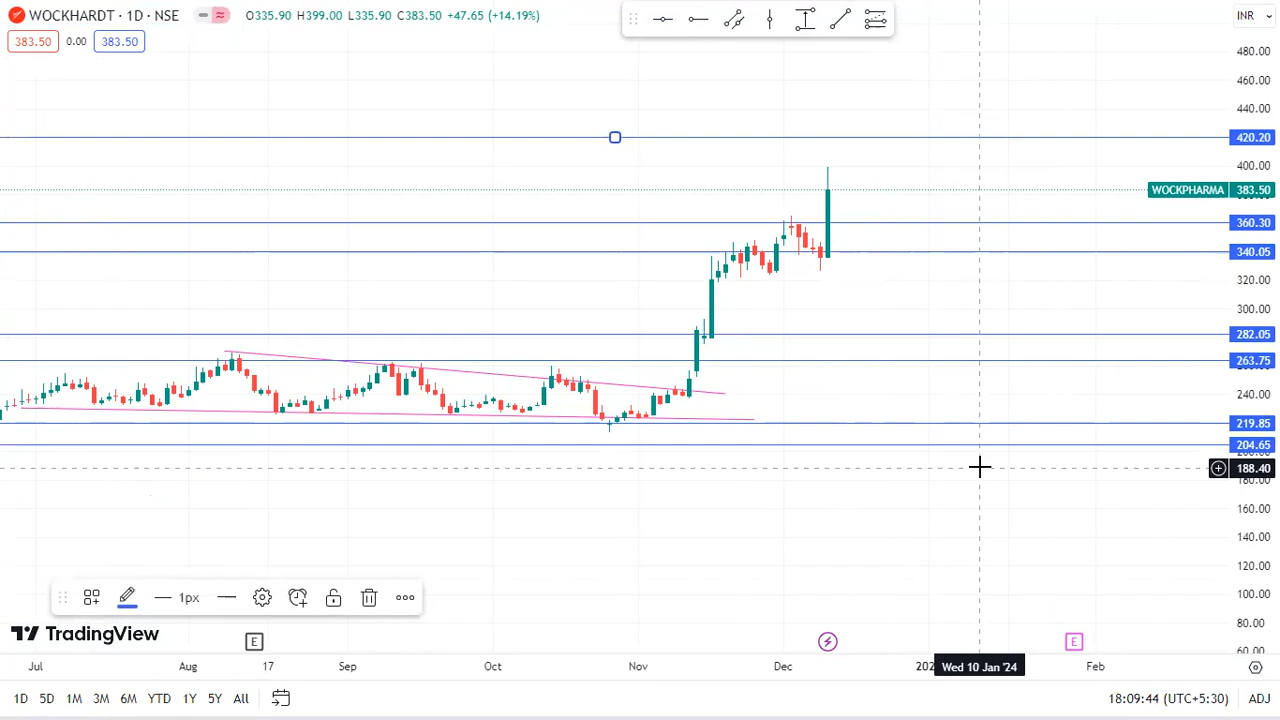 WOCKHARDT · 1D · NSE O335.90 H399.00 L335.90 C383.50 +47.65 (+14.19%)
INR
383.50 0.00 383.50
480.00
460.00
440.00
420.20
400.00
WOCKPHARMA 383.50
360.30
340.05
320.00
300.00
282.05
263.75
240.00
219.85
204.65
188.40
180.00
160.00
140.00
120.00
1px
100.00
TradingView
E
E
80.00
60.00
Jul Aug 17 Sep Oct Nov Dec 202 Wed 10 Jan '24 Feb
1D 5D 1M 3M 6M YTD 1Y 5Y All 18:09:44 (UTC+5:30) ADJ